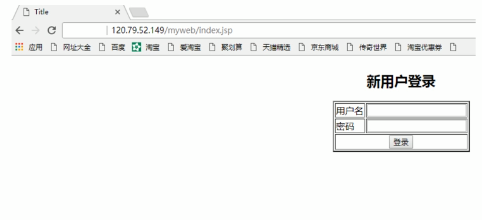 Title
120.79.52.149/myweb/index.jsp
应用 网址大全 百度 淘宝 爱淘宝 聚划算 天猫精选 京东商城 传奇世界 淘宝优惠券
新用户登录
用户名
密码
登录